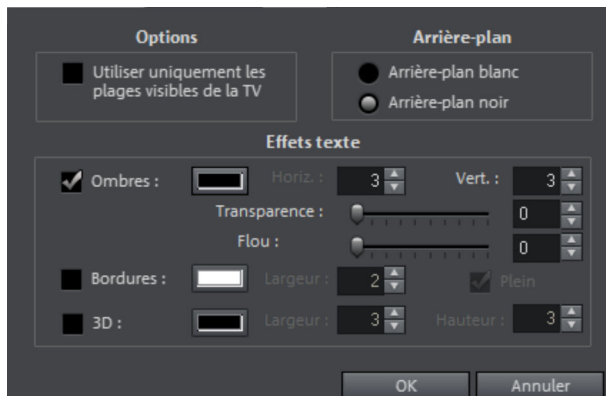 Options
Arrière-plan
Utiliser uniquement les
plages visibles de la TV
Arrière-plan blanc
Arrière-plan noir
Effets texte
Ombres : Horiz. : 3 Vert. : 3
Transparence : 0
Flou : 0
Bordures : Largeur : 2 Plein
3D : Largeur : 3 Hauteur : 3
OK Annuler